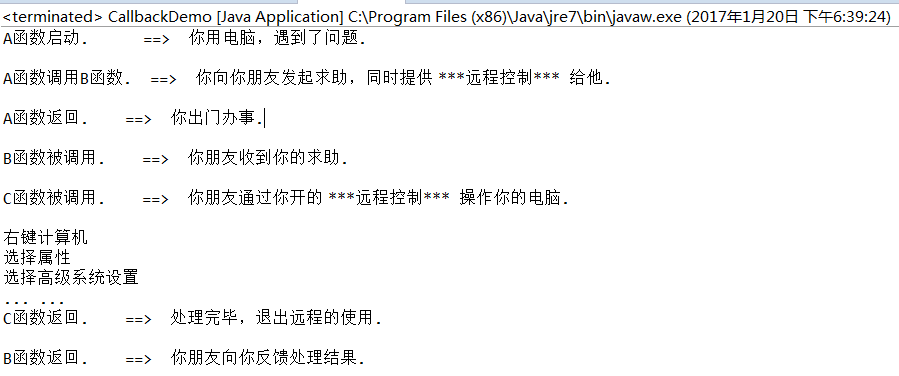 <terminated> CallbackDemo [Java Application] C:\Program Files (x86)\Java\jre7\bin\javaw.exe (2017年1月20日 下午6:39:24)
A函数启动.      ==>  你用电脑，遇到了问题.
A函数调用B函数.  ==>  你向你朋友发起求助，同时提供 ***远程控制*** 给他.
A函数返回.    ==>  你出门办事.
B函数被调用.    ==>  你朋友收到你的求助.
C函数被调用.    ==>  你朋友通过你开的 ***远程控制*** 操作你的电脑.
右键计算机
选择属性
选择高级系统设置
... ...
C函数返回.    ==>  处理完毕，退出远程的使用.
B函数返回.    ==>  你朋友向你反馈处理结果.